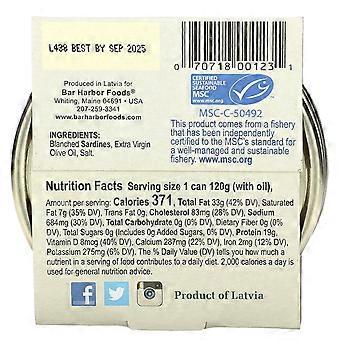 L438 BEST BY SEP 2025
0 70718 00123 1
Produced in Latvia for
Bar Harbor Foods®
Whiting, Maine 04691 • USA
207-259-3341
www.barharborfoods.com
INGREDIENTS:
Blanched Sardines, Extra Virgin
Olive Oil, Salt.
CERTIFIED
SUSTAINABLE
SEAFOOD
MSC
www.msc.org
MSC-C-50492
This product comes from a fishery
that has been independently
certified to the MSC's standard for
a well-managed and sustainable fishery.
www.msc.org
Nutrition Facts Serving size 1 can 120g (with oil),
Amount per serving: Calories 371, Total Fat 33g (42% DV),
Saturated Fat 7g (35% DV), Trans Fat 0g, Cholesterol 83mg (28% DV), Sodium
684mg (30% DV), Total Carbohydrate 0g (0% DV), Dietary Fiber 0g (0%
DV), Total Sugars 0g (Includes 0g Added Sugars, 0% DV), Protein 19g,
Vitamin D 8mcg (40% DV), Calcium 287mg (22% DV), Iron 2mg (12% DV),
Potassium 275mg (6% DV). The % Daily Value (DV) tells you how much a
nutrient in a serving of food contributes to a daily diet. 2,000 calories a day is
used for general nutrition advice.
Product of Latvia